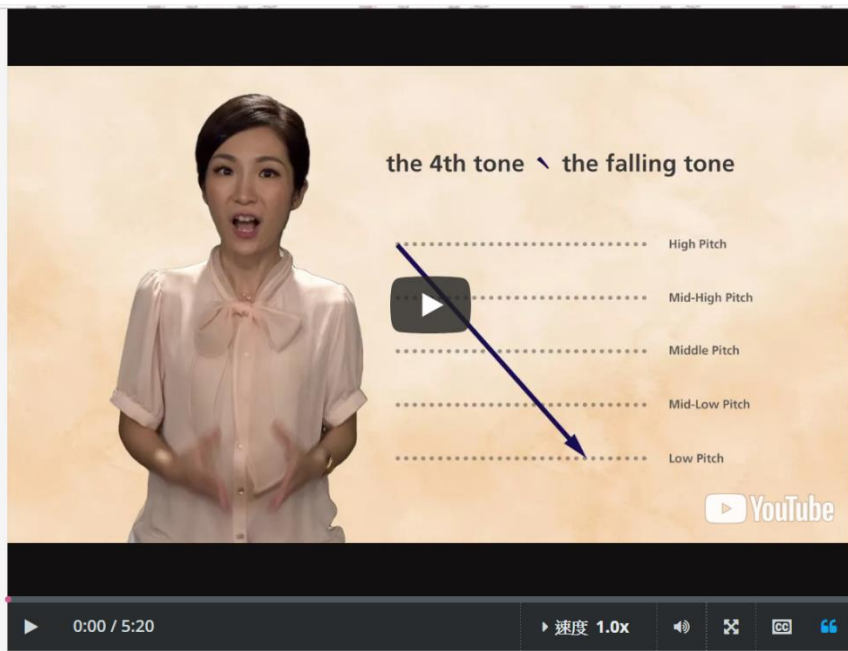 the 4th tone ˋ the falling tone
High Pitch
Mid-High Pitch
Middle Pitch
Mid-Low Pitch
Low Pitch
YouTube
0:00 / 5:20
速度 1.0x
CC